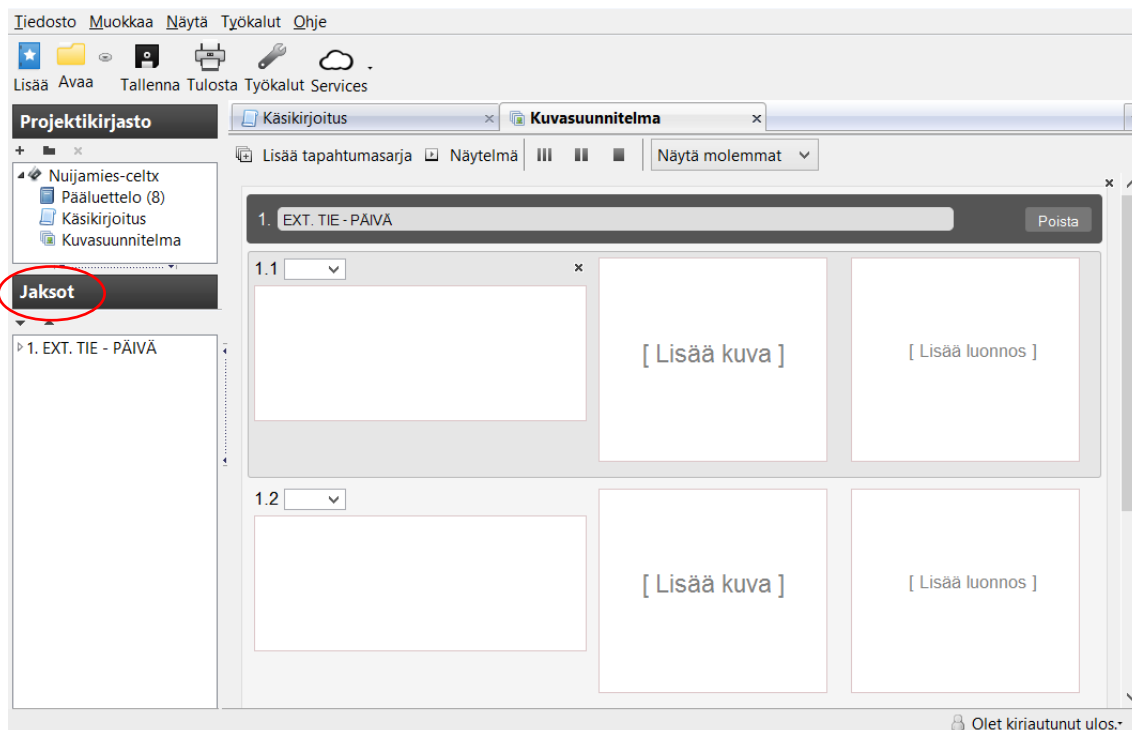 Tiedosto Muokkaa Näytä Työkalut Ohje
Lisää Avaa Tallenna Tulosta Työkalut Services
Projektikirjasto
Käsikirjoitus
Kuvasuunnitelma
Lisää tapahtumasarja Näytelmä Näytä molemmat
Nuijamies-celtx
Pääluettelo (8)
Käsikirjoitus
Kuvasuunnitelma
Jaksot
1. EXT. TIE - PÄIVÄ
1. EXT. TIE - PÄIVÄ Poista
1.1
[ Lisää kuva ] [ Lisää luonnos ]
1.2
[ Lisää kuva ] [ Lisää luonnos ]
Olet kirjautunut ulos.